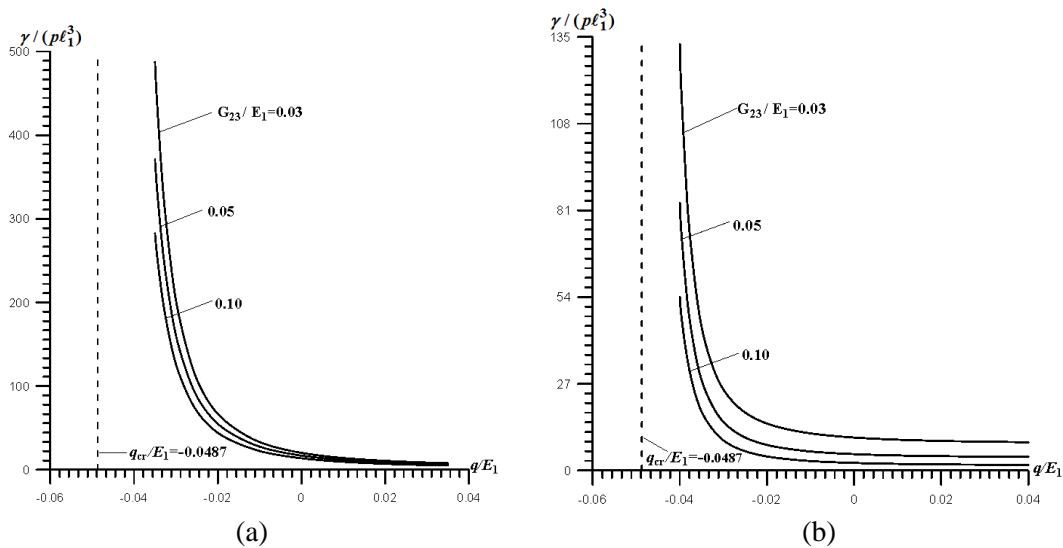 γ / (pℓ₁³)
500
400
300
200
100
0
G₂₃ / E₁=0.03
0.05
0.10
q_cr/E₁=-0.0487
q/E₁
-0.06
-0.04
-0.02
0
0.02
0.04
(a)
γ / (pℓ₁³)
135
108
81
54
27
0
G₂₃ / E₁=0.03
0.05
0.10
q_cr/E₁=-0.0487
q/E₁
-0.06
-0.04
-0.02
0
0.02
0.04
(b)